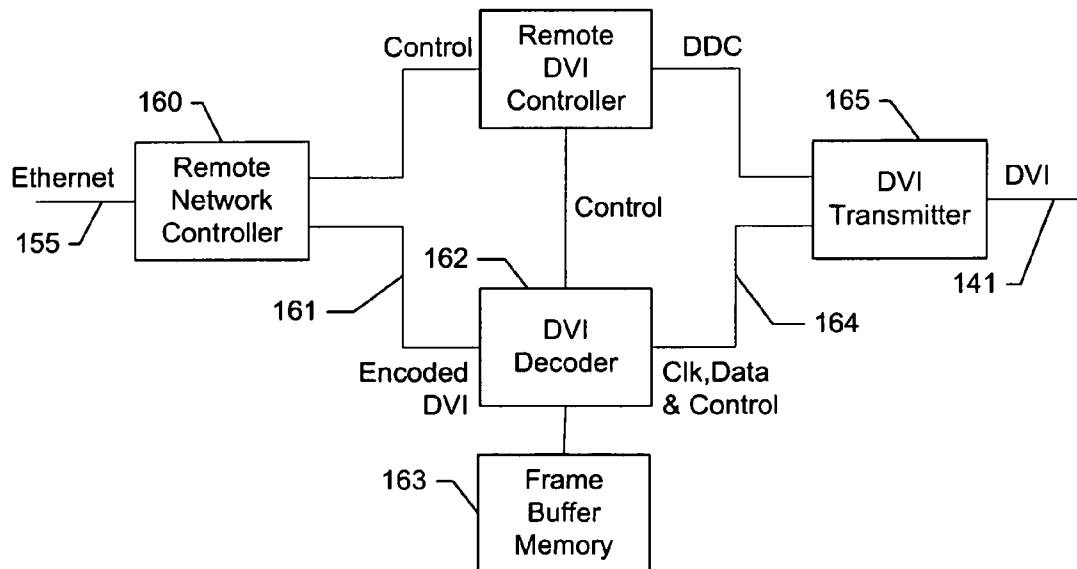 Control
Remote
DVI
Controller
DDC
160
165
Ethernet
155
Remote
Network
Controller
DVI
Transmitter
DVI
141
Control
162
161
164
Encoded
DVI
DVI
Decoder
Clk,Data
& Control
163
Frame
Buffer
Memory